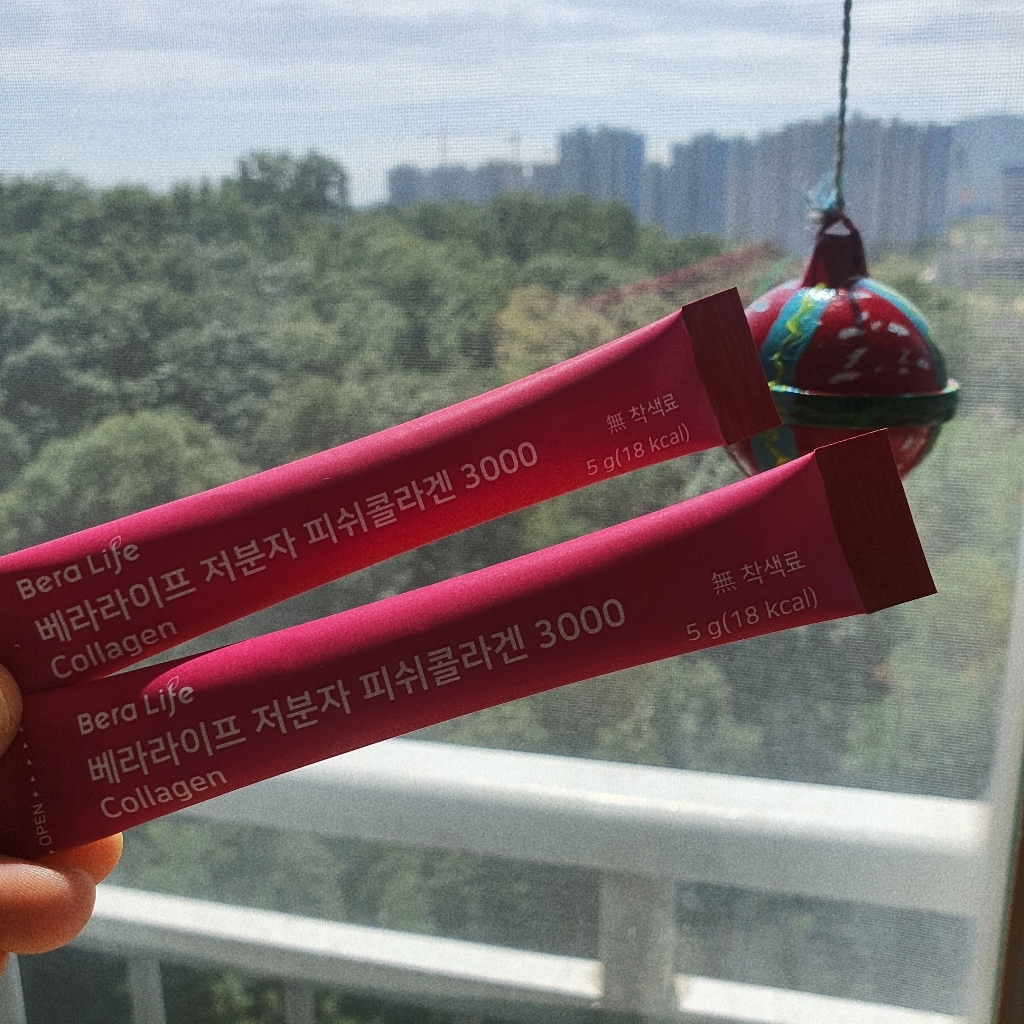 Bera Life
베라라이프 저분자 피쉬콜라겐 3000
Collagen
無 착색료
5 g(18 kcal)
Bera Life
베라라이프 저분자 피쉬콜라겐 3000
Collagen
無 착색료
5 g(18 kcal)
OPEN